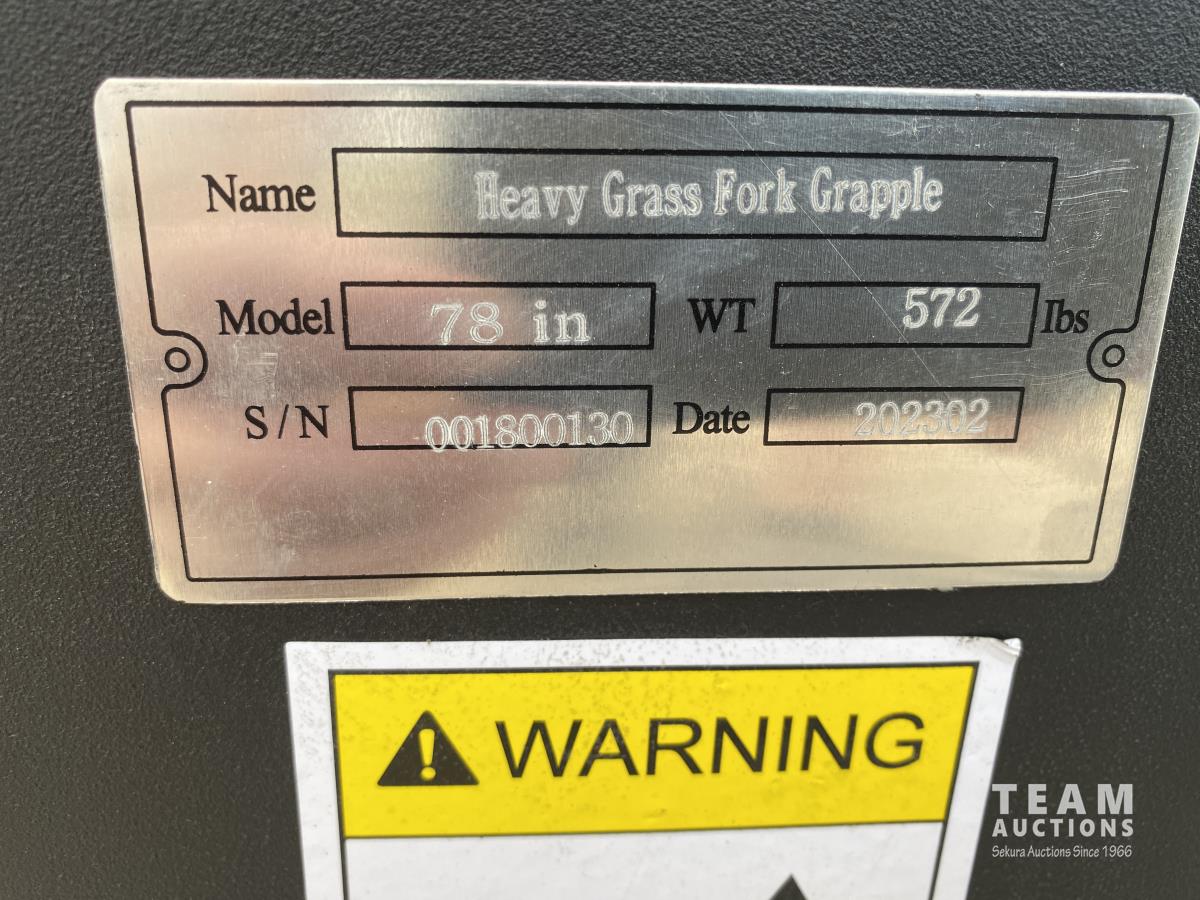 Name Heavy Grass Fork Grapple
Model 78 in WT 572 Ibs
S/N 001800130 Date 202302
WARNING
TEAM
AUCTIONS
Sekura Auctions Since 1966